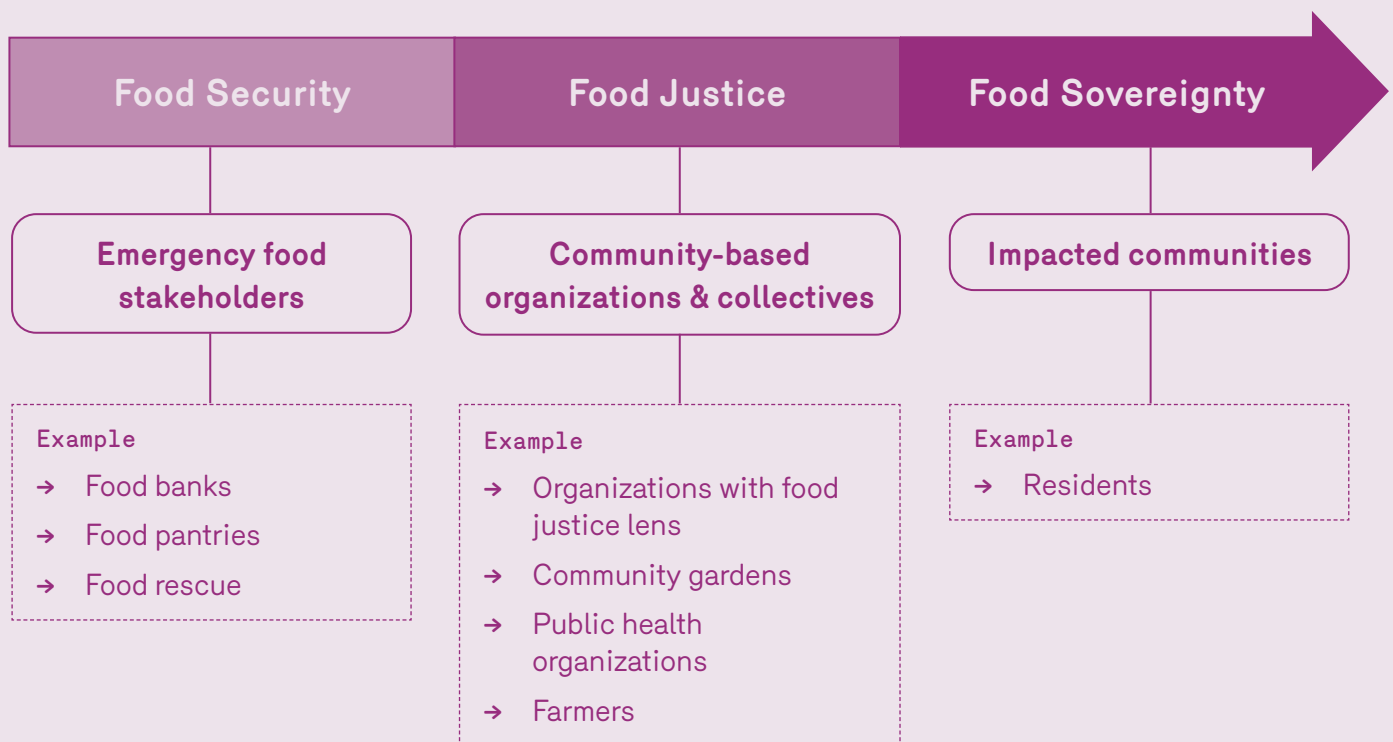 Food Security
Food Justice
Food Sovereignty
Emergency food
stakeholders
Community-based
organizations & collectives
Impacted communities
Example
→ Food banks
→ Food pantries
→ Food rescue
Example
→ Organizations with food
justice lens
→ Community gardens
→ Public health
organizations
→ Farmers
Example
→ Residents